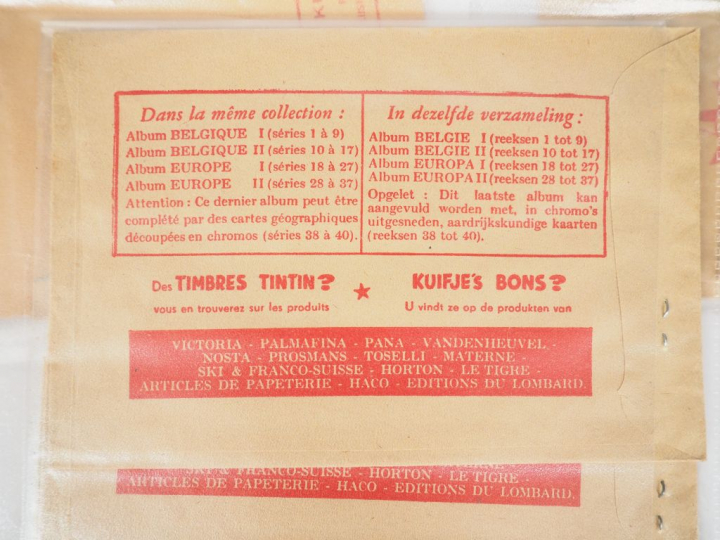 Dans la même collection :
Album BELGIQUE I (séries 1 à 9)
Album BELGIQUE II (séries 10 à 17)
Album EUROPE I (séries 18 à 27)
Album EUROPE II (séries 28 à 37)
Attention : Ce dernier album peut être
complété par des cartes géographiques
découpées en chromos (séries 38 à 40).
In dezelfde verzameling :
Album BELGIE I (reeksen 1 tot 9)
Album BELGIE II (reeksen 10 tot 17)
Album EUROPA I (reeksen 18 tot 27)
Album EUROPA II (reeksen 28 tot 37)
Opgelet : Dit laatste album kan
aangevuld worden met, in chromo's
uitgesneden, aardrijkskundige kaarten
(reeksen 38 tot 40).
Des TIMBRES TINTIN?
vous en trouverez sur les produits
KUIFJE'S BONS?
U vindt ze op de produkten van
VICTORIA - PALMAFINA - PANA - VANDENHEUVEL -
NOSTA - PROSMANS - TOSELLI - MATERNE -
SKI & FRANCO-SUISSE - HORTON - LE TIGRE -
ARTICLES DE PAPETERIE - HACO - EDITIONS DU LOMBARD.
SKI & FRANCO-SUISSE - HORTON - LE TIGRE -
ARTICLES DE PAPETERIE - HACO - EDITIONS DU LOMBARD.